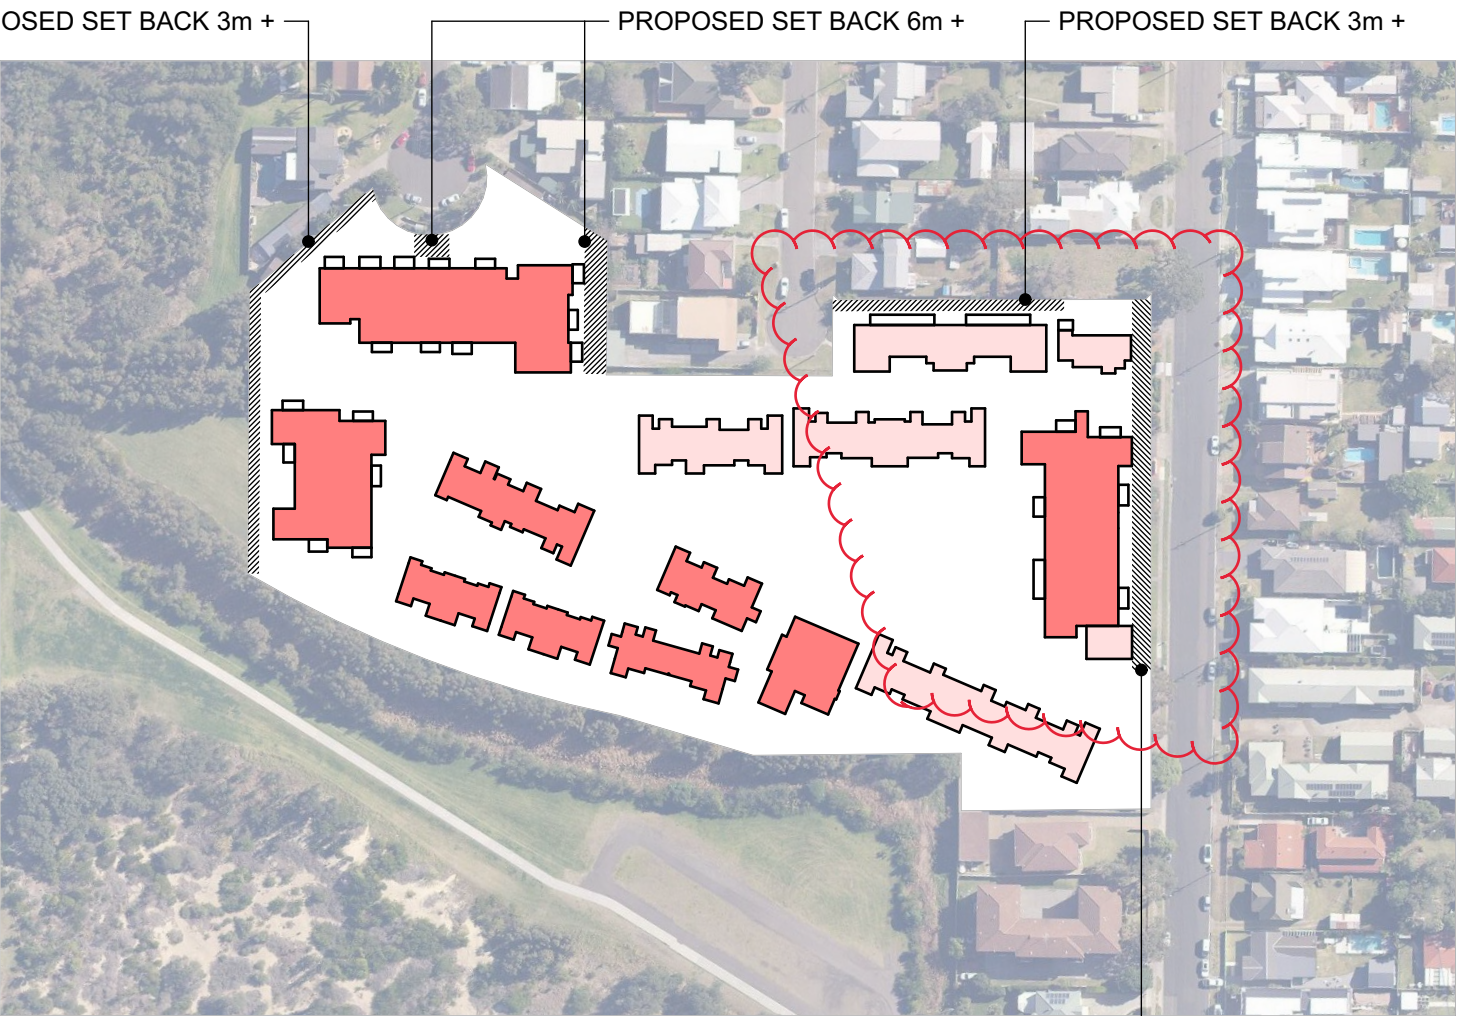 OSED SET BACK 3m +
PROPOSED SET BACK 6m +
PROPOSED SET BACK 3m +